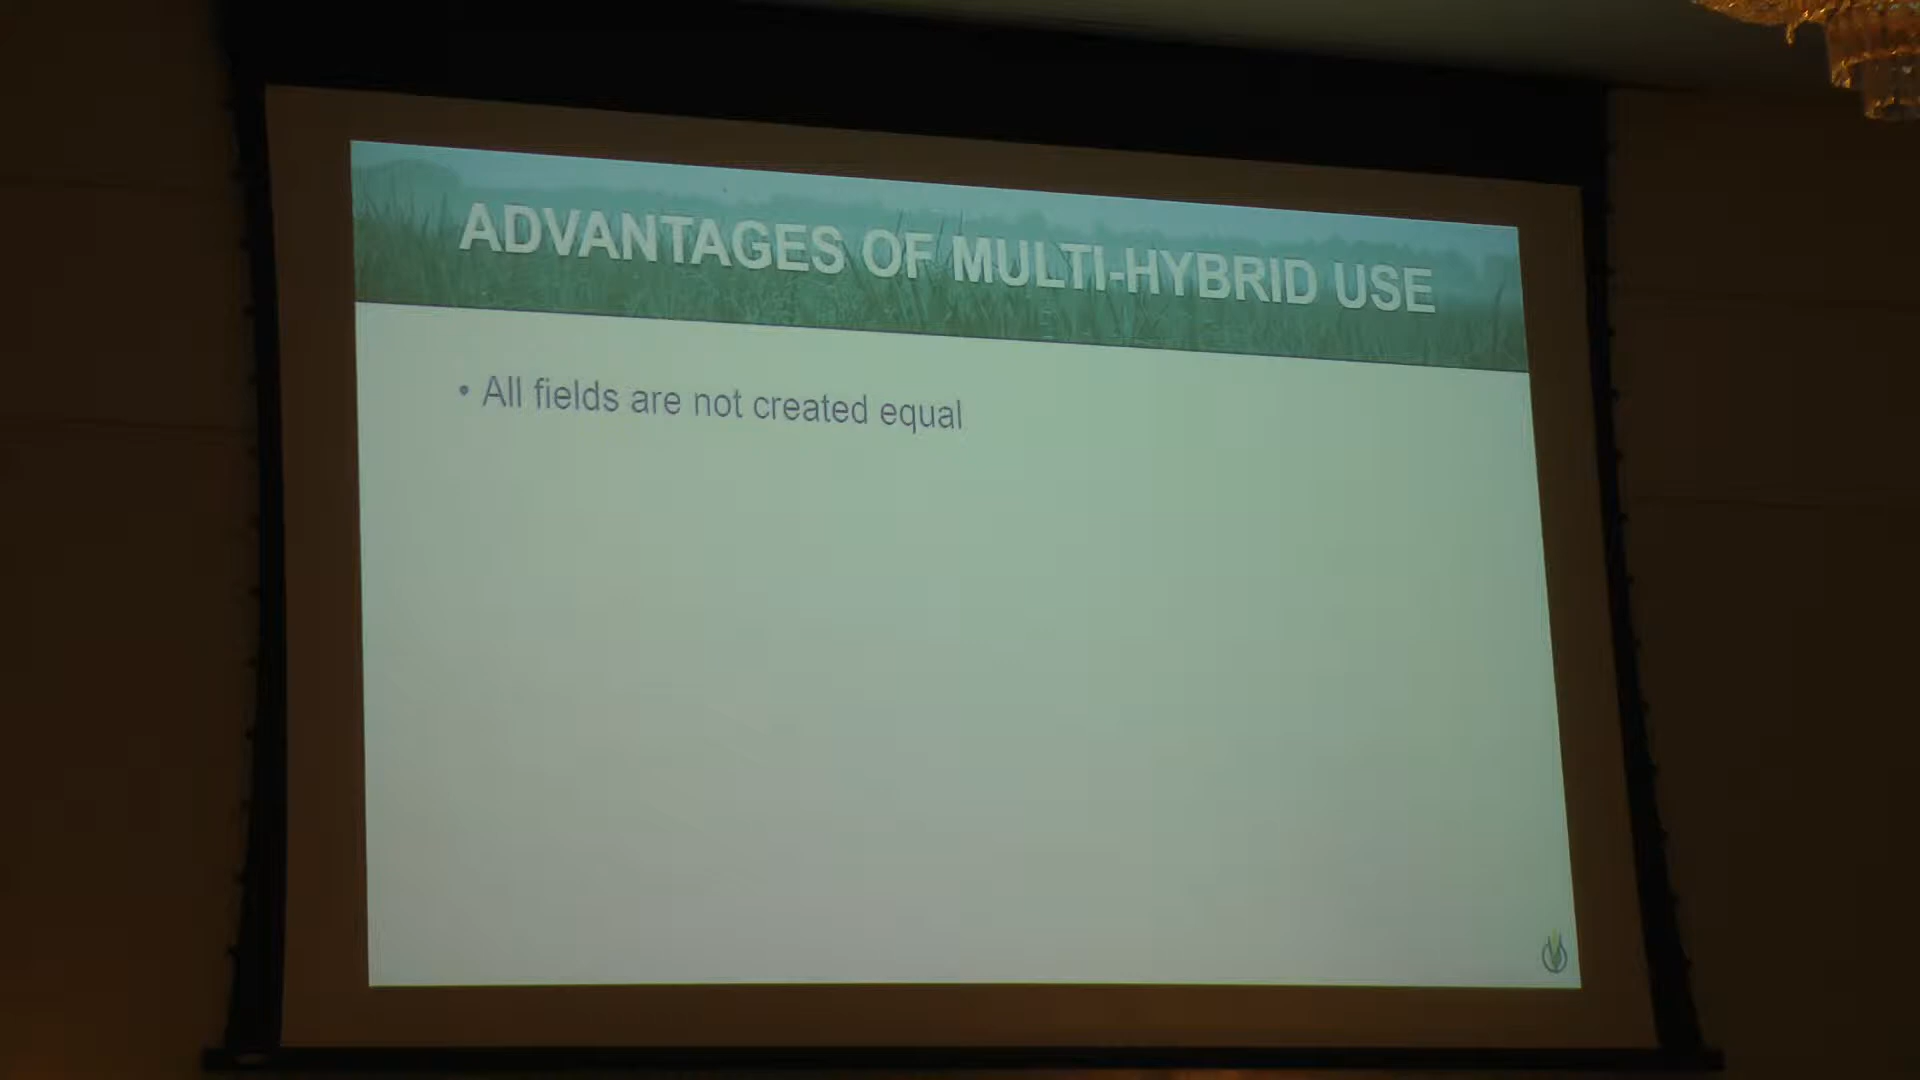 ADVANTAGES OF MULTI-HYBRID USE
• All fields are not created equal